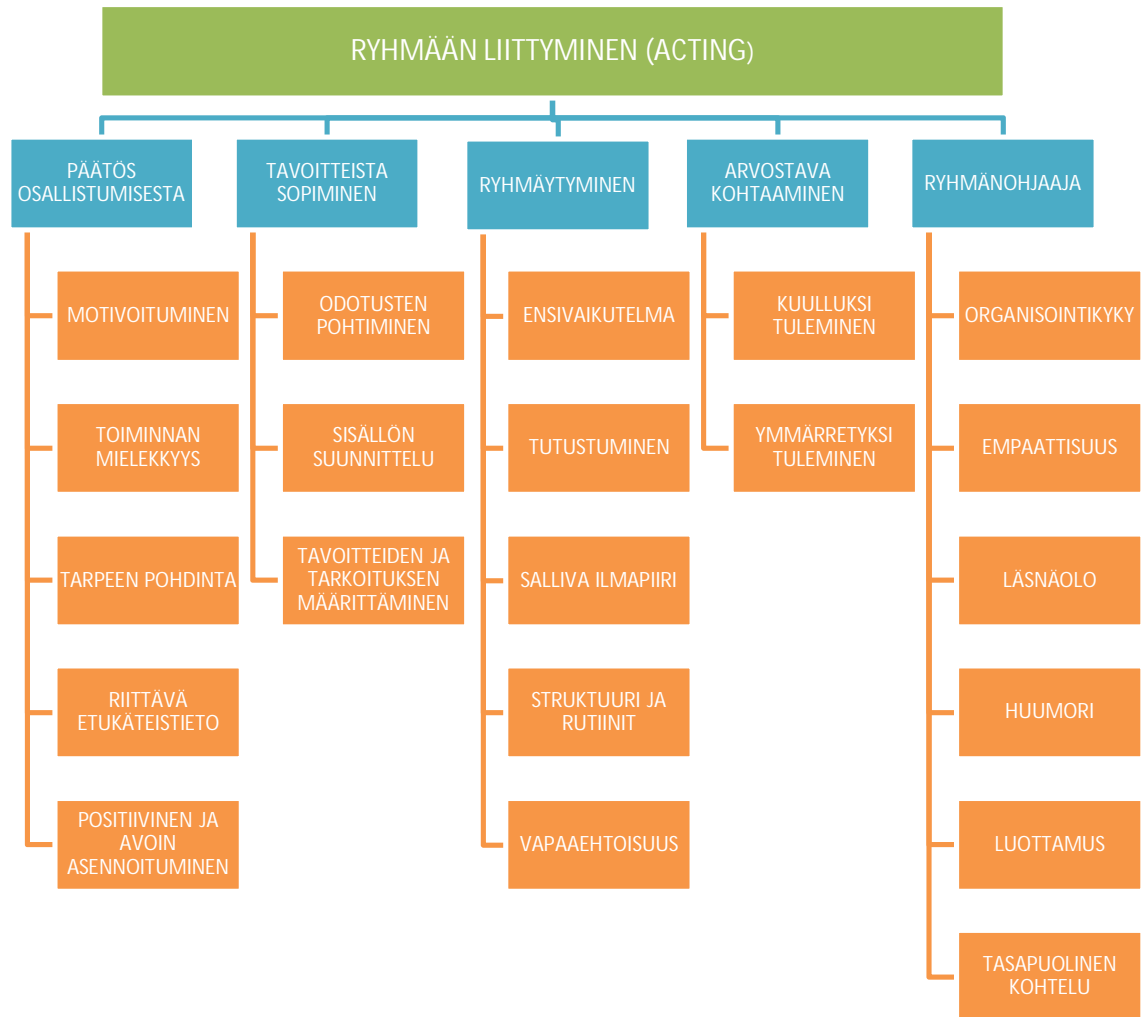 RYHMÄÄN LIITTYMINEN (ACTING)
PÄÄTÖS
OSALLISTUMISESTA
MOTIVOITUMINEN
TOIMINNAN
MIELEKKYYS
TARPEEN POHDINTA
RIITTÄVÄ
ETUKÄTEISTIETO
POSITIIVINEN JA
AVOIN
ASENNOITUMINEN
TAVOITTEISTA
SOPIMINEN
ODOTUSTEN
POHTIMINEN
SISÄLLÖN
SUUNNITTELU
TAVOITTEIDEN JA
TARKOITUKSEN
MÄÄRITTÄMINEN
RYHMÄYTYMINEN
ENSIVAIKUTELMA
TUTUSTUMINEN
SALLIVA ILMAPIIRI
STRUKTUURI JA
RUTIINIT
VAPAAEHTOISUUS
ARVOSTAVA
KOHTAAMINEN
KUULLUKSI
TULEMINEN
YMMÄRRETYKSI
TULEMINEN
RYHMÄNOHJAAJA
ORGANISOINTIKYKY
EMPAATTISUUS
LÄSNÄOLO
HUUMORI
LUOTTAMUS
TASAPUOLINEN
KOHTELU